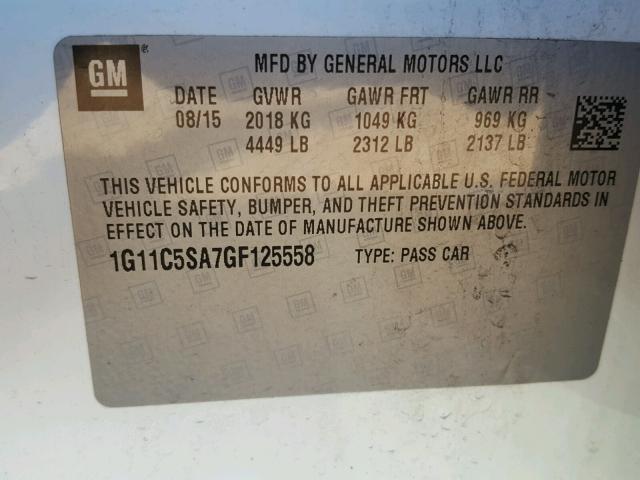 GM ®
MFD BY GENERAL MOTORS LLC
DATE GVWR GAWR FRT GAWR RR
08/15 2018 KG 1049 KG 969 KG
4449 LB 2312 LB 2137 LB
THIS VEHICLE CONFORMS TO ALL APPLICABLE U.S. FEDERAL MOTOR
VEHICLE SAFETY, BUMPER, AND THEFT PREVENTION STANDARDS IN
EFFECT ON THE DATE OF MANUFACTURE SHOWN ABOVE.
1G11C5SA7GF125558 TYPE: PASS CAR